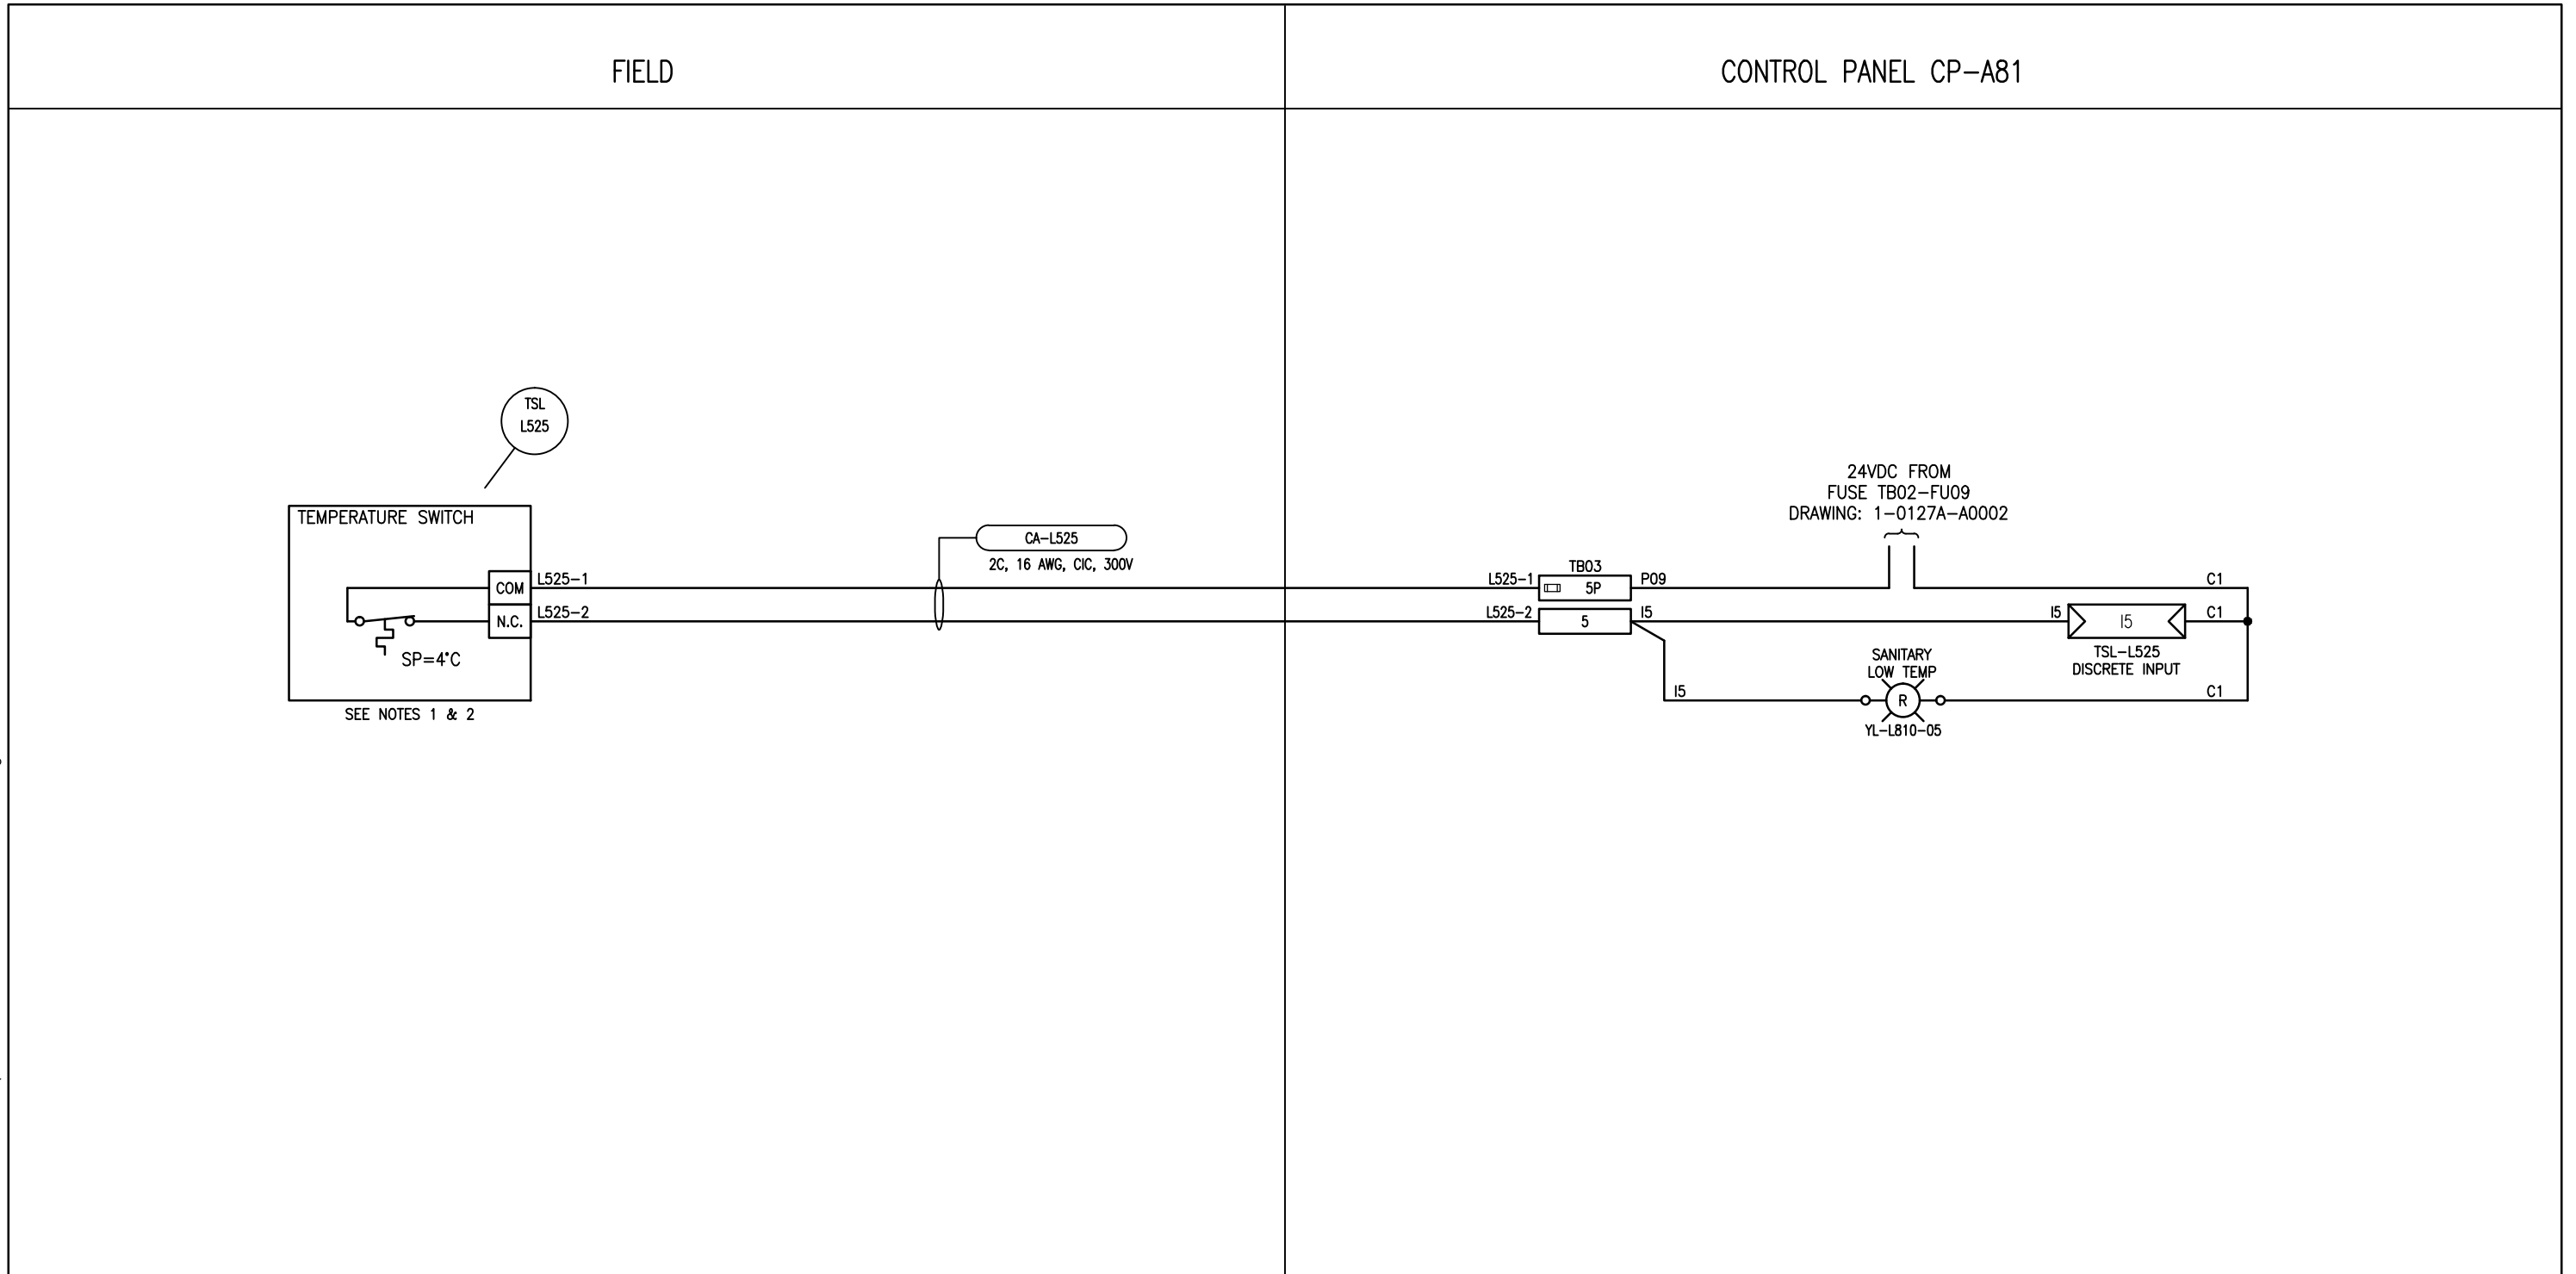 FIELD
CONTROL PANEL CP-A81
TSL
L525
TEMPERATURE SWITCH
COM
N.C.
SP=4°C
SEE NOTES 1 & 2
L525-1
L525-2
CA-L525
2C, 16 AWG, CIC, 300V
L525-1
L525-2
TB03
5P
5
P09
I5
24VDC FROM
FUSE TB02-FU09
DRAWING: 1-0127A-A0002
C1
I5
I5
C1
TSL-L525
DISCRETE INPUT
I5
SANITARY
LOW TEMP
R
YL-L810-05
C1